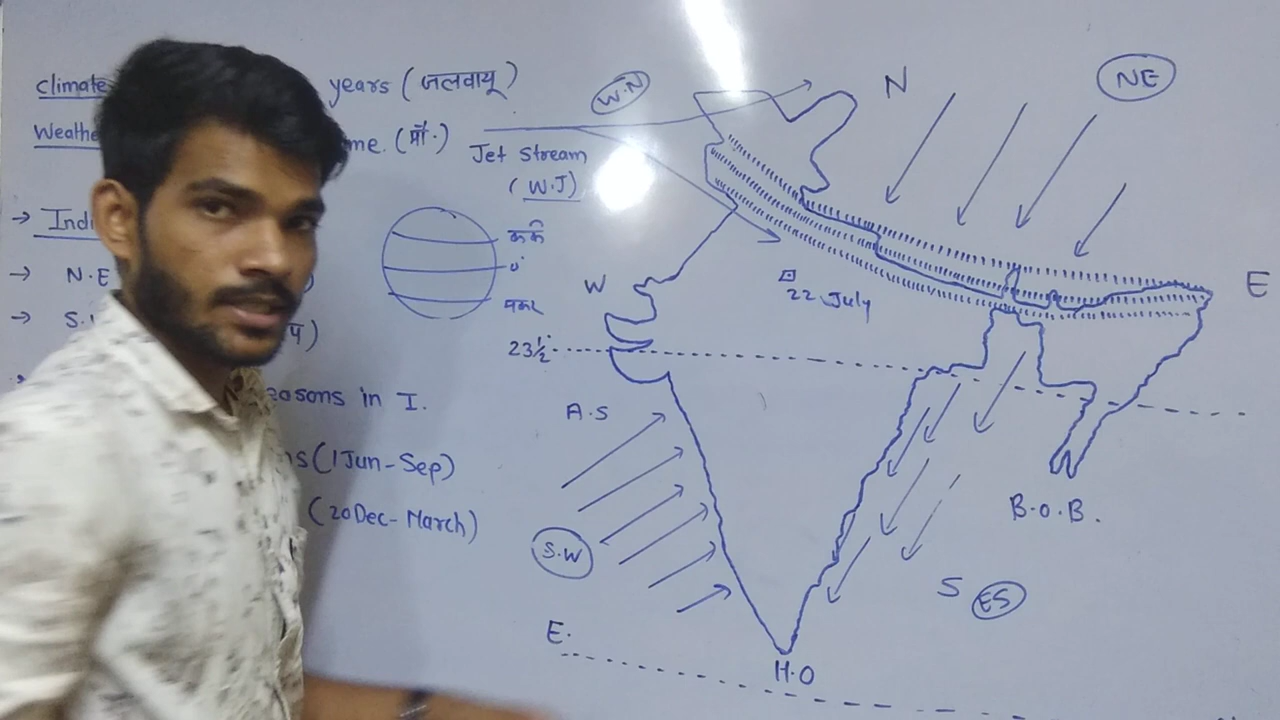 climate years (जलवायू)
Weathe me. (मौ.)
→ Indi
→ N.E
→ S.
easons in I.
ns (1 Jun - Sep)
(20 Dec - March)
W.N
Jet Stream
(W.J)
कर्क
0°
मकर
N
NE
W
E
22 July
23½°
A.S
S.W
B.O.B.
S ES
E.
H.O